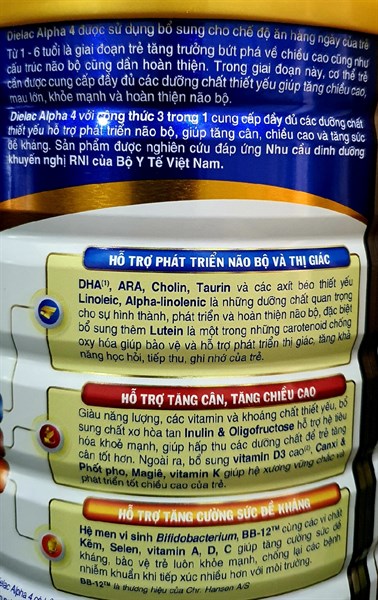 Dielac Alpha 4 được sử dụng bổ sung cho chế độ ăn hàng ngày của trẻ
Từ 1 - 6 tuổi là giai đoạn trẻ tăng trưởng bứt phá về chiều cao cũng như
cấu trúc não bộ cũng dần hoàn thiện. Trong giai đoạn này, cơ thể trẻ
cần được cung cấp đầy đủ các dưỡng chất thiết yếu giúp tăng chiều cao,
mau lớn, khỏe mạnh và hoàn thiện não bộ.
Dielac Alpha 4 với công thức 3 trong 1 cung cấp đầy đủ các dưỡng chất
thiết yếu hỗ trợ phát triển não bộ, giúp tăng cân, chiều cao và tăng sức
đề kháng. Sản phẩm được nghiên cứu đáp ứng Nhu cầu dinh dưỡng
khuyến nghị RNI của Bộ Y Tế Việt Nam.
HỖ TRỢ PHÁT TRIỂN NÃO BỘ VÀ THỊ GIÁC
DHA(1), ARA, Cholin, Taurin và các axit béo thiết yếu
Linoleic, Alpha-linolenic là những dưỡng chất quan trọng
cho sự hình thành, phát triển và hoàn thiện não bộ, đặc biệt
bổ sung thêm Lutein là một trong những carotenoid chống
oxy hóa giúp bảo vệ và hỗ trợ phát triển thị giác, tăng khả
năng học hỏi, tiếp thu, ghi nhớ của trẻ.
HỖ TRỢ TĂNG CÂN, TĂNG CHIỀU CAO
Giàu năng lượng, các vitamin và khoáng chất thiết yếu, bổ
sung chất xơ hòa tan Inulin & Oligofructose hỗ trợ hệ tiêu
hóa khoẻ mạnh, giúp hấp thu các dưỡng chất để trẻ tăng
cân tốt hơn. Ngoài ra, bổ sung vitamin D3 cao, Canxi &
Phốt pho, Magiê, vitamin K giúp hệ xương vững chắc và
phát triển tốt chiều cao của trẻ.
HỖ TRỢ TĂNG CƯỜNG SỨC ĐỀ KHÁNG
Hệ men vi sinh Bifidobacterium, BB-12™ cùng các vi chất
Kẽm, Selen, vitamin A, D, C giúp tăng cường sức đề
kháng, bảo vệ trẻ luôn khỏe mạnh, chống lại các bệnh
nhiễm khuẩn khi tiếp xúc nhiều hơn với môi trường.
BB-12™ là thương hiệu của Chr. Hansen A/S
Dielac Alpha 4